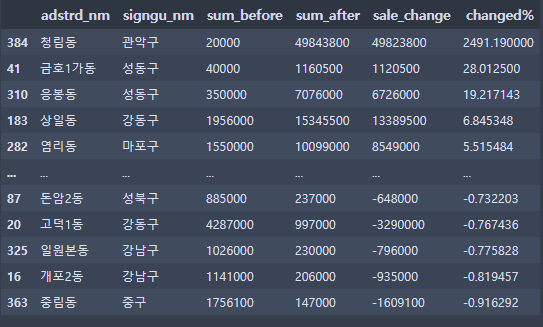 adstrd_nm signgu_nm sum_before sum_after sale_change changed%
384 청림동 관악구 20000 49843800 49823800 2491.190000
41 금호1가동 성동구 40000 1160500 1120500 28.012500
310 응봉동 성동구 350000 7076000 6726000 19.217143
183 상일동 강동구 1956000 15345500 13389500 6.845348
282 염리동 마포구 1550000 10099000 8549000 5.515484
... ... ... ... ... ... ...
87 돈암2동 성북구 885000 237000 -648000 -0.732203
20 고덕1동 강동구 4287000 997000 -3290000 -0.767436
325 일원본동 강남구 1026000 230000 -796000 -0.775828
16 개포2동 강남구 1141000 206000 -935000 -0.819457
363 중림동 중구 1756100 147000 -1609100 -0.916292